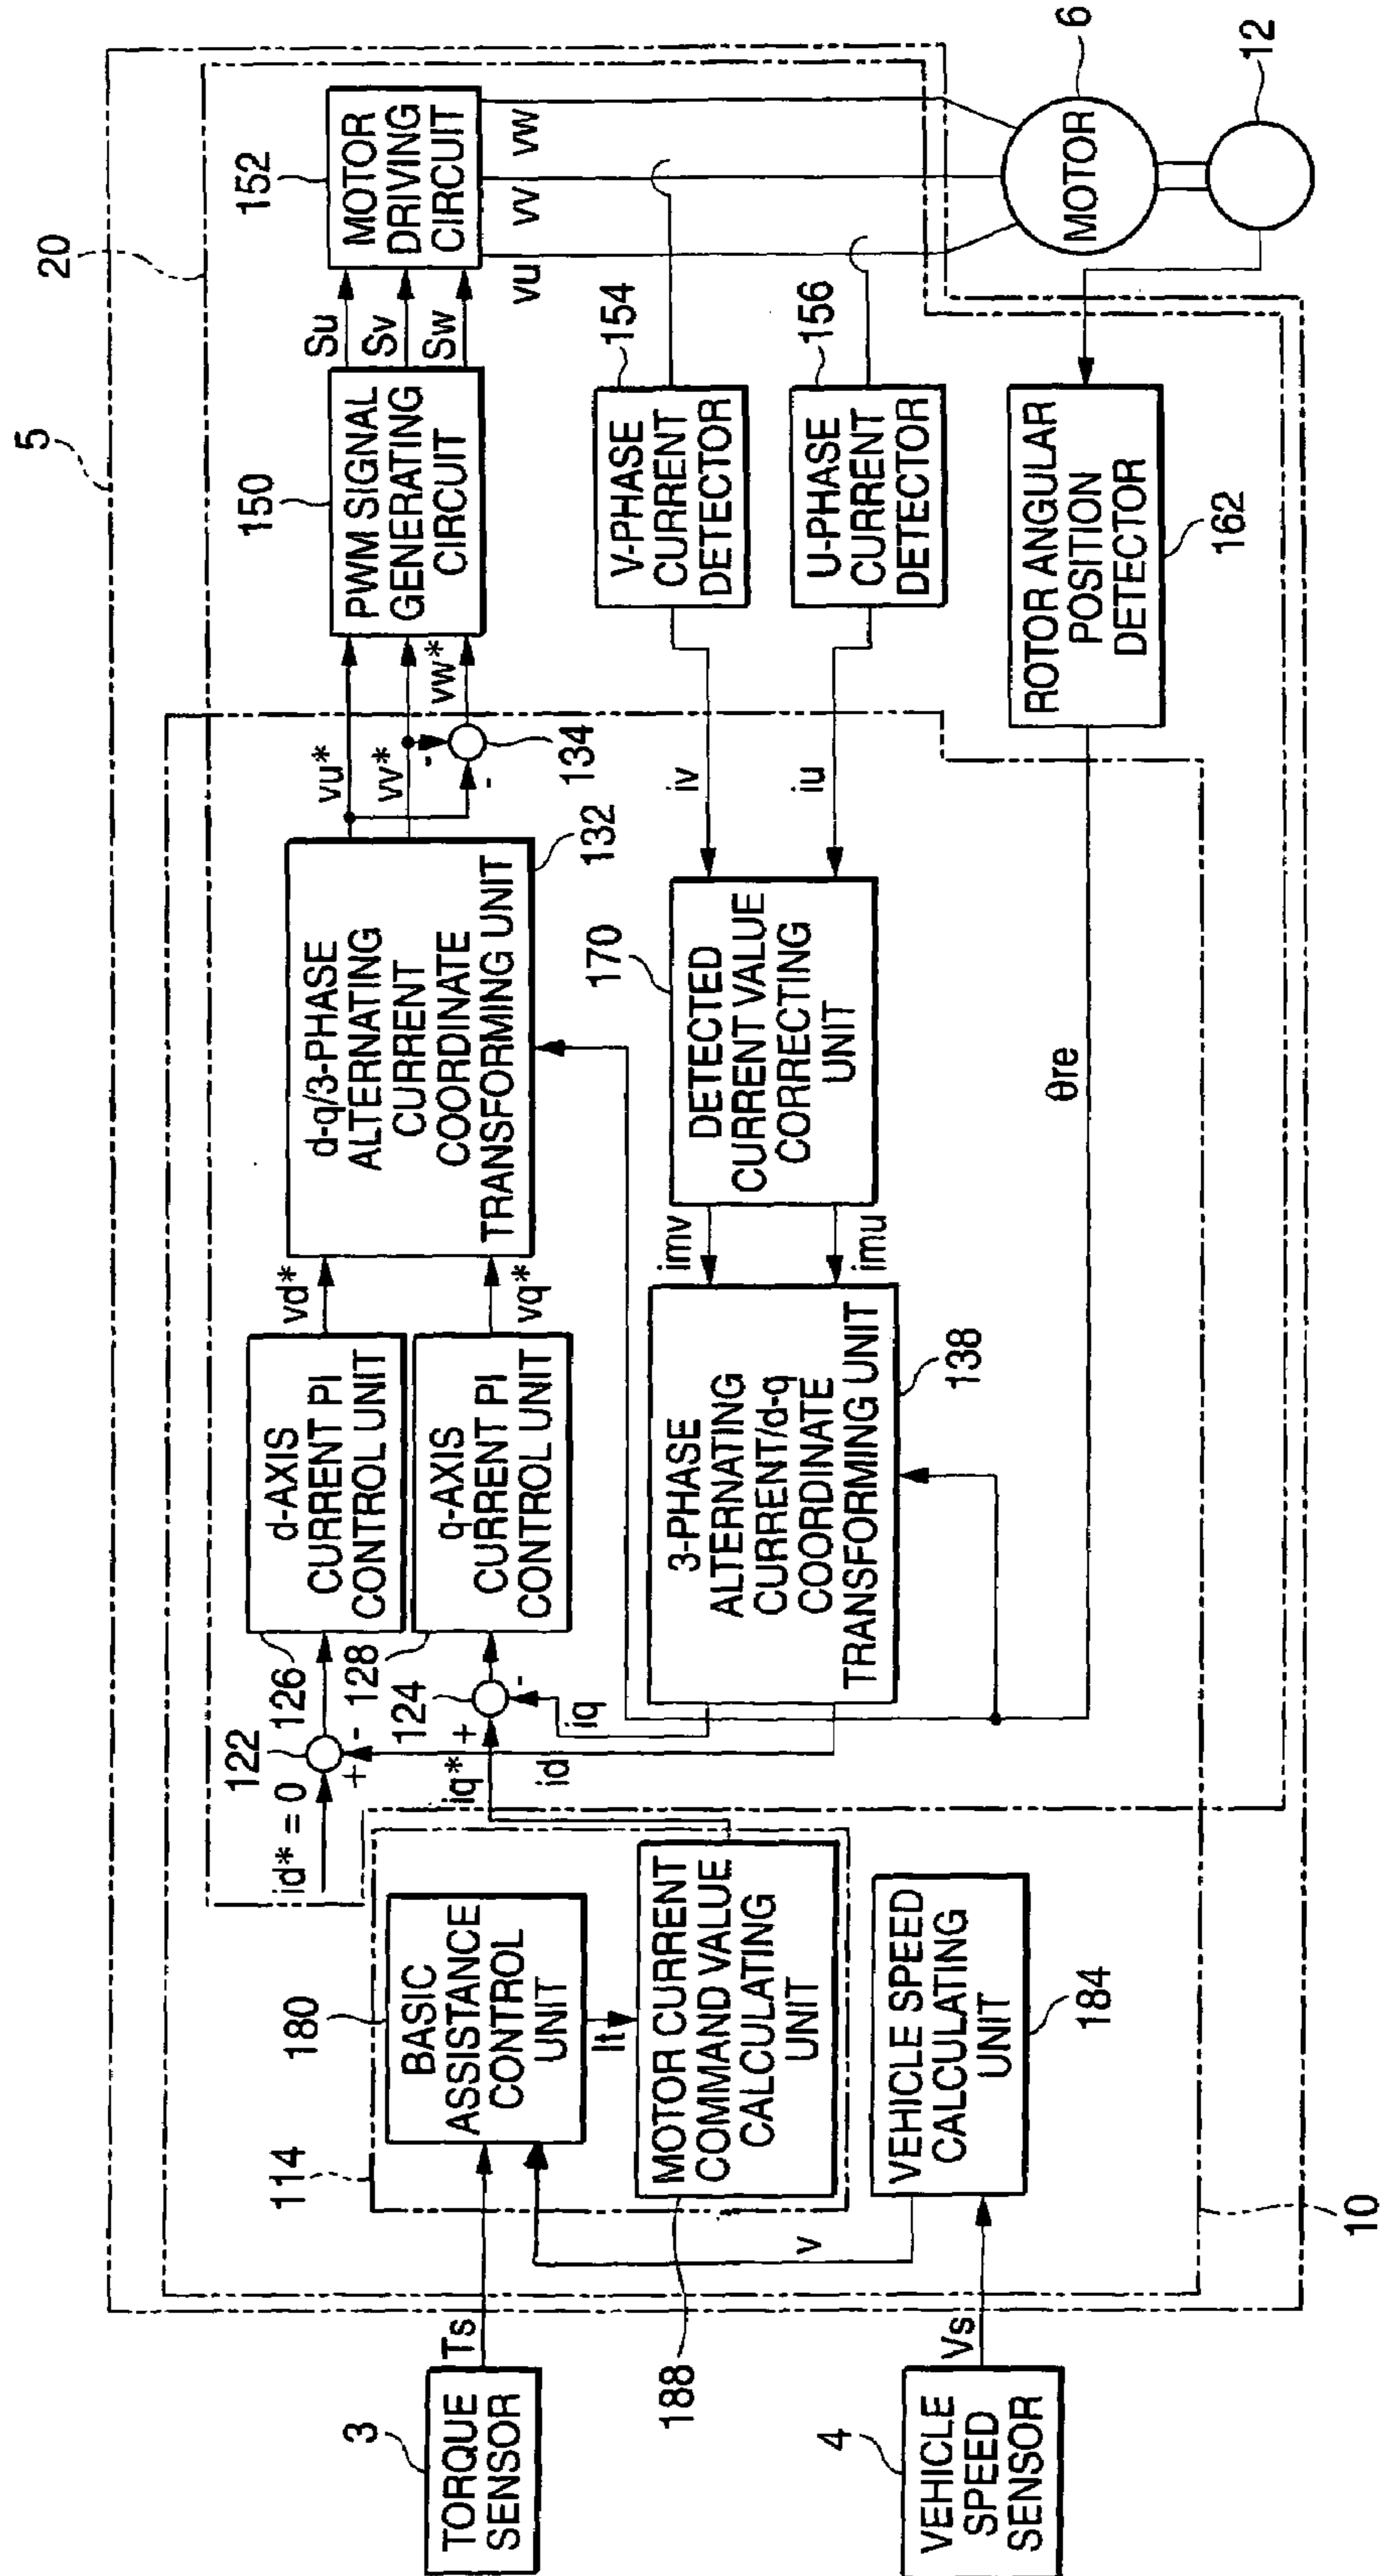 5
20
TORQUE
SENSOR
3
Ts
VEHICLE
SPEED
SENSOR
4
Vs
114
180
BASIC
ASSISTANCE
CONTROL
UNIT
It
MOTOR CURRENT
COMMAND VALUE
CALCULATING
UNIT
188
v
VEHICLE SPEED
CALCULATING
UNIT
184
10
id* = 0
122
+
-
126
d-AXIS
CURRENT PI
CONTROL UNIT
vd*
iq*
+
-
124
128
q-AXIS
CURRENT PI
CONTROL UNIT
vq*
id
iq
d-q/3-PHASE
ALTERNATING
CURRENT
COORDINATE
TRANSFORMING UNIT
132
vu*
vv*
-
-
134
vw*
150
PWM SIGNAL
GENERATING
CIRCUIT
Su
Sv
Sw
152
MOTOR
DRIVING
CIRCUIT
vu
vv
vw
3-PHASE
ALTERNATING
CURRENT/d-q
COORDINATE
TRANSFORMING UNIT
138
imv
imu
170
DETECTED
CURRENT VALUE
CORRECTING
UNIT
iv
iu
V-PHASE
CURRENT
DETECTOR
154
U-PHASE
CURRENT
DETECTOR
156
θre
ROTOR ANGULAR
POSITION
DETECTOR
162
MOTOR
6
12